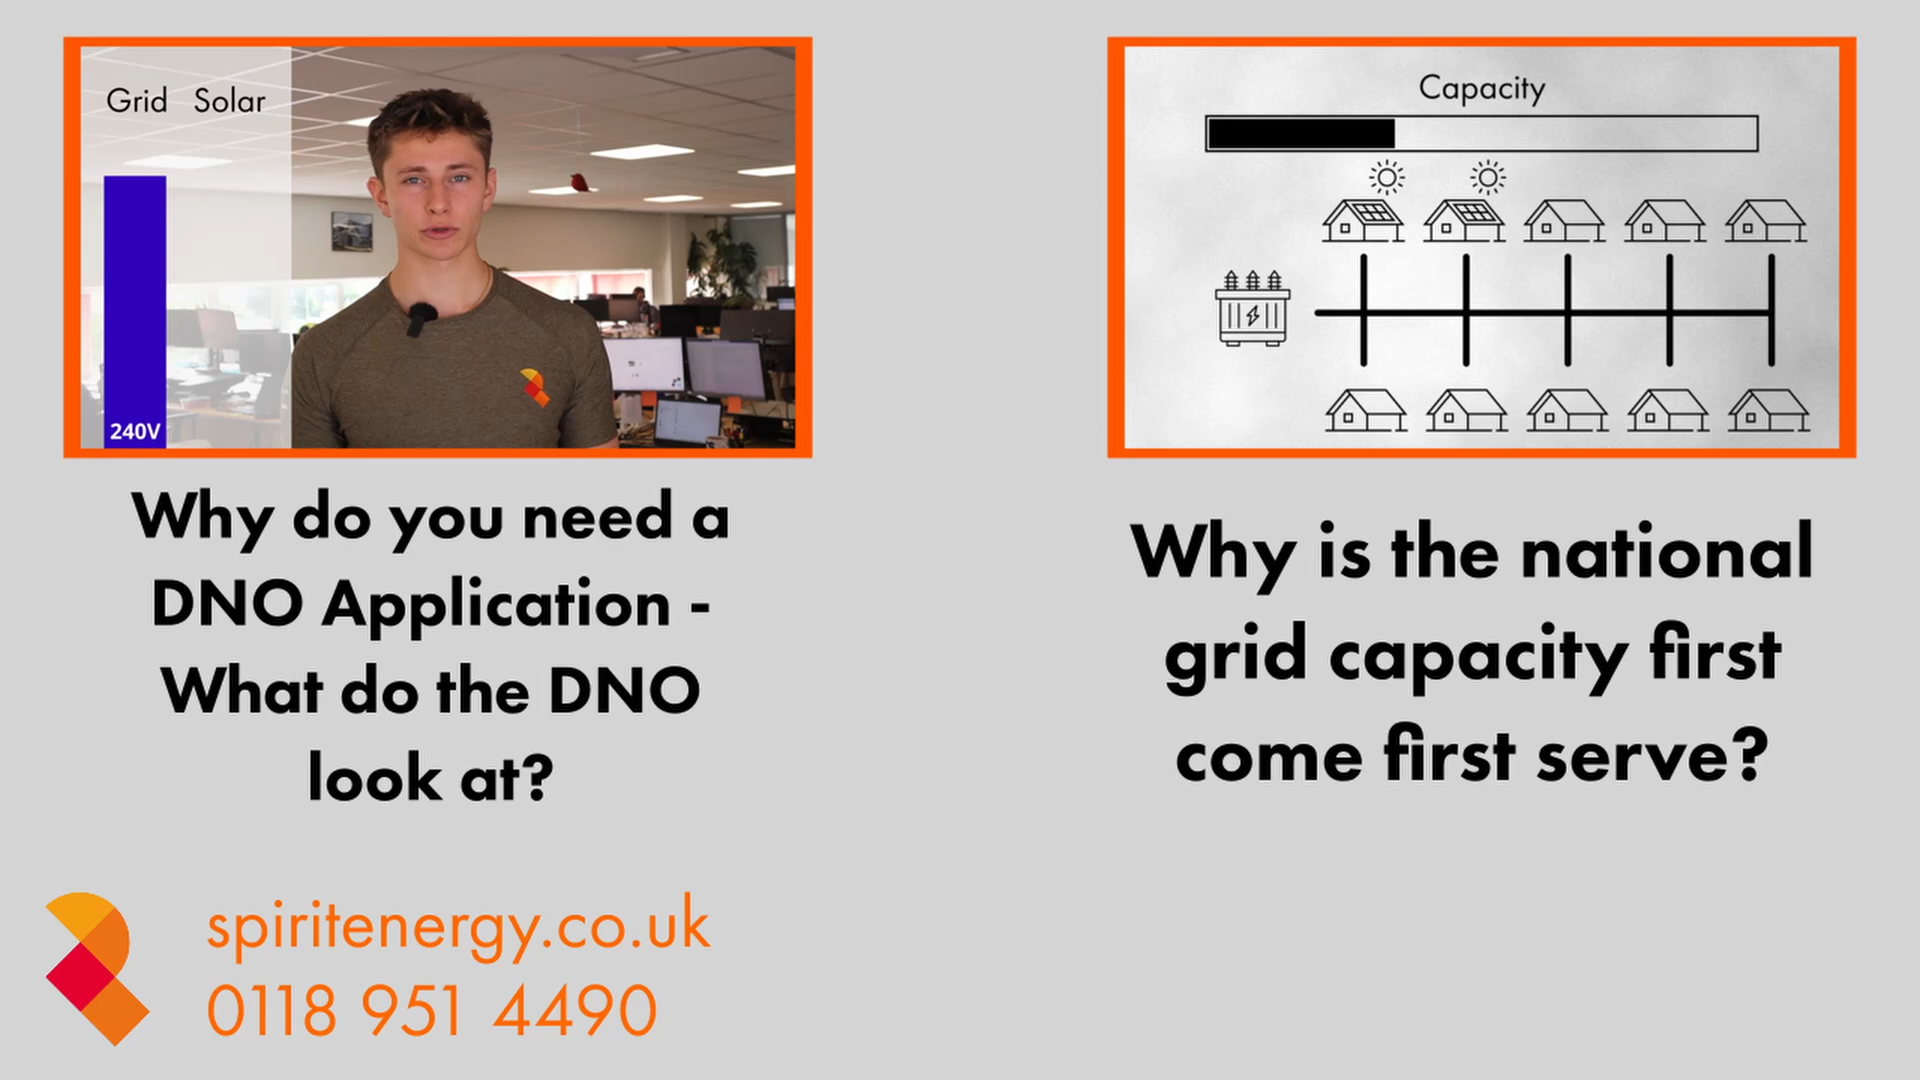 Grid Solar
240V
Why do you need a
DNO Application -
What do the DNO
look at?
Capacity
Why is the national
grid capacity first
come first serve?
spiritenergy.co.uk
0118 951 4490